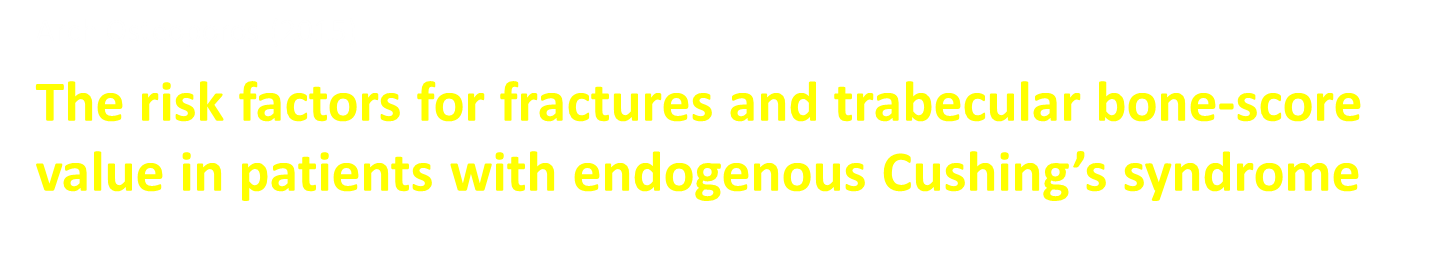 The risk factors for fractures and trabecular bone-score
value in patients with endogenous Cushing’s syndrome